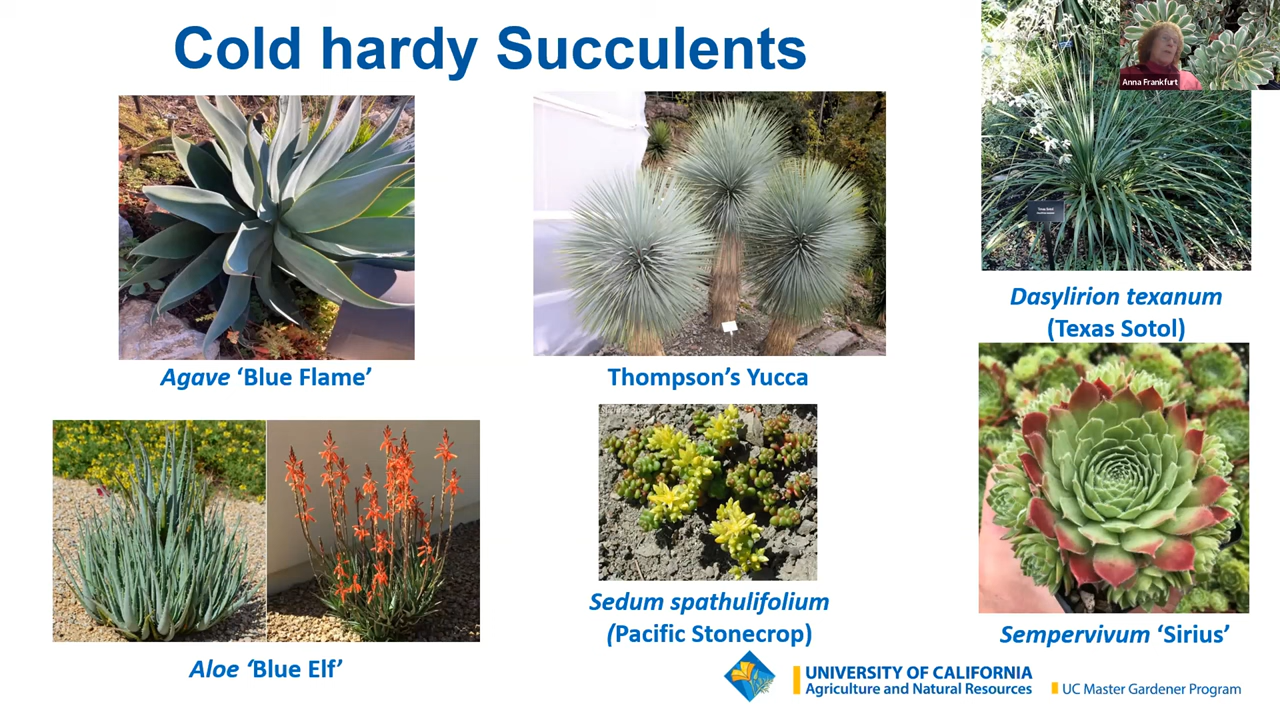 Cold hardy Succulents
Anna Frankfurt
Agave ‘Blue Flame’
Thompson’s Yucca
Dasylirion texanum
(Texas Sotol)
Aloe ‘Blue Elf’
Sedum spathulifolium
(Pacific Stonecrop)
Sempervivum ‘Sirius’
UNIVERSITY OF CALIFORNIA
Agriculture and Natural Resources
UC Master Gardener Program